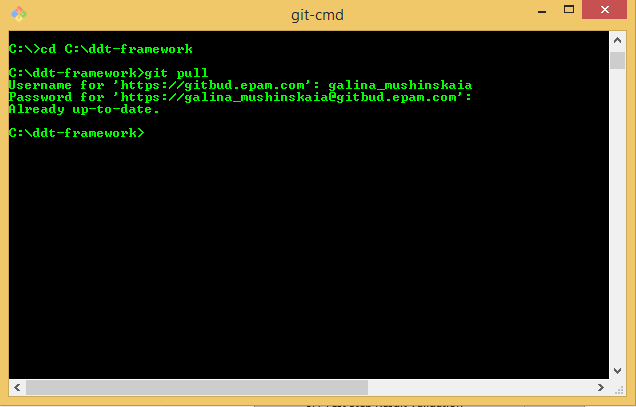 git-cmd
C:\>cd C:\ddt-framework
C:\ddt-framework>git pull
Username for 'https://gitbud.epam.com': galina_mushinskaia
Password for 'https://galina_mushinskaia@gitbud.epam.com':
Already up-to-date.
C:\ddt-framework>